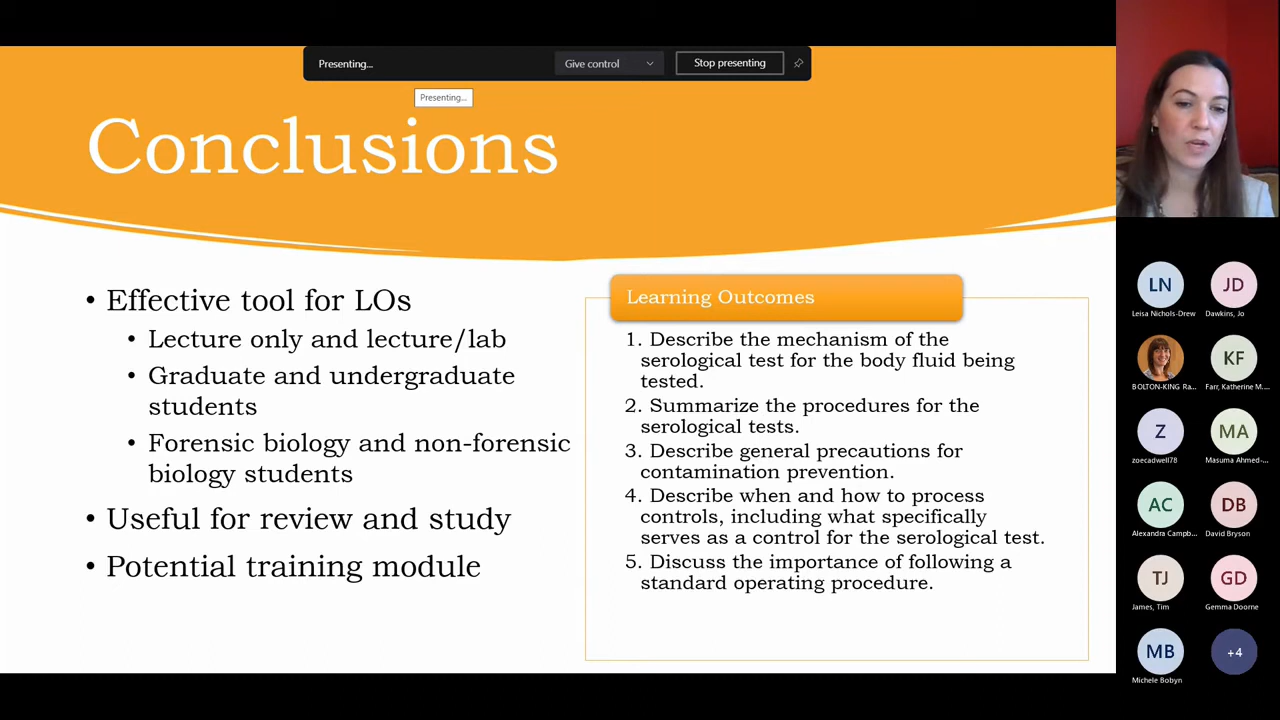 Presenting...
Give control
Stop presenting
Presenting...
Conclusions
• Effective tool for LOs
• Lecture only and lecture/lab
• Graduate and undergraduate
students
• Forensic biology and non-forensic
biology students
• Useful for review and study
• Potential training module
Learning Outcomes
1. Describe the mechanism of the
serological test for the body fluid being
tested.
2. Summarize the procedures for the
serological tests.
3. Describe general precautions for
contamination prevention.
4. Describe when and how to process
controls, including what specifically
serves as a control for the serological test.
5. Discuss the importance of following a
standard operating procedure.
LN
JD
Leisa Nichols-Drew
Dawkins, Jo
KF
BOLTON-KING Ra...
Farr, Katherine M....
Z
MA
zoecadwell78
Masuma Ahmed-...
AC
DB
Alexandra Campb...
David Bryson
TJ
GD
James, Tim
Gemma Doorne
MB
+4
Michele Bobyn